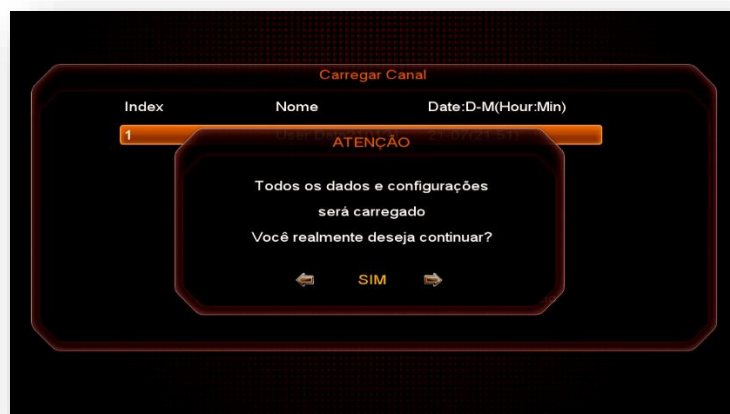 Carregar Canal
Index Nome Date:D-M(Hour:Min)
1
ATENÇÃO
Todos os dados e configurações
será carregado
Você realmente deseja continuar?
SIM